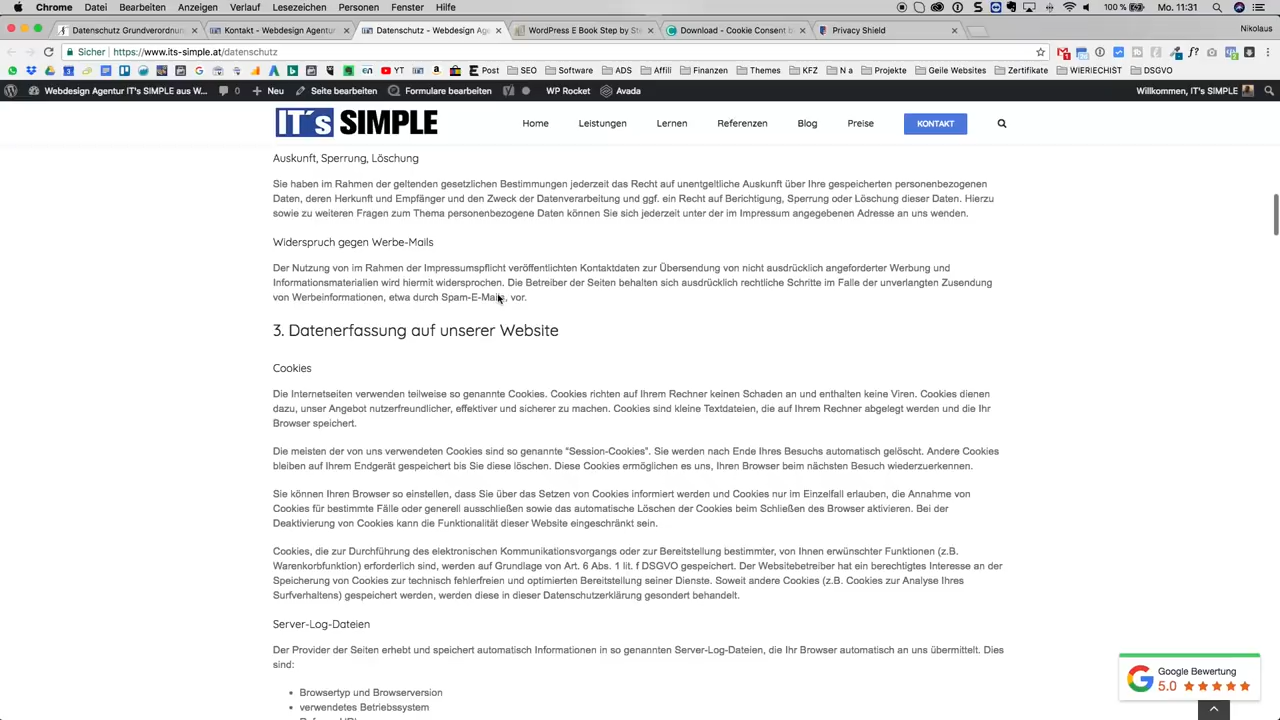 Chrome Datei Bearbeiten Anzeigen Verlauf Lesezeichen Personen Fenster Hilfe 100 % Mo. 11:31
Datenschutz Grundverordnun Kontakt - Webdesign Agentur Datenschutz - Webdesign Age WordPress E Book Step by Ste Download - Cookie Consent b Privacy Shield Nikolaus
Sicher https://www.its-simple.at/datenschutz
YT Post SEO Software ADS Affili Finanzen Themes KFZ N a Projekte Geile Websites Zertifikate WIERIECHIST DSGVO
Webdesign Agentur IT's SIMPLE aus W... 0 Neu Seite bearbeiten Formulare bearbeiten WP Rocket Avada Willkommen, IT's SIMPLE
IT´s SIMPLE Home Leistungen Lernen Referenzen Blog Preise KONTAKT
Auskunft, Sperrung, Löschung
Sie haben im Rahmen der geltenden gesetzlichen Bestimmungen jederzeit das Recht auf unentgeltliche Auskunft über Ihre gespeicherten personenbezogenen
Daten, deren Herkunft und Empfänger und den Zweck der Datenverarbeitung und ggf. ein Recht auf Berichtigung, Sperrung oder Löschung dieser Daten. Hierzu
sowie zu weiteren Fragen zum Thema personenbezogene Daten können Sie sich jederzeit unter der im Impressum angegebenen Adresse an uns wenden.
Widerspruch gegen Werbe-Mails
Der Nutzung von im Rahmen der Impressumspflicht veröffentlichten Kontaktdaten zur Übersendung von nicht ausdrücklich angeforderter Werbung und
Informationsmaterialien wird hiermit widersprochen. Die Betreiber der Seiten behalten sich ausdrücklich rechtliche Schritte im Falle der unverlangten Zusendung
von Werbeinformationen, etwa durch Spam-E-Mails, vor.
3. Datenerfassung auf unserer Website
Cookies
Die Internetseiten verwenden teilweise so genannte Cookies. Cookies richten auf Ihrem Rechner keinen Schaden an und enthalten keine Viren. Cookies dienen
dazu, unser Angebot nutzerfreundlicher, effektiver und sicherer zu machen. Cookies sind kleine Textdateien, die auf Ihrem Rechner abgelegt werden und die Ihr
Browser speichert.
Die meisten der von uns verwendeten Cookies sind so genannte "Session-Cookies". Sie werden nach Ende Ihres Besuchs automatisch gelöscht. Andere Cookies
bleiben auf Ihrem Endgerät gespeichert bis Sie diese löschen. Diese Cookies ermöglichen es uns, Ihren Browser beim nächsten Besuch wiederzuerkennen.
Sie können Ihren Browser so einstellen, dass Sie über das Setzen von Cookies informiert werden und Cookies nur im Einzelfall erlauben, die Annahme von
Cookies für bestimmte Fälle oder generell ausschließen sowie das automatische Löschen der Cookies beim Schließen des Browser aktivieren. Bei der
Deaktivierung von Cookies kann die Funktionalität dieser Website eingeschränkt sein.
Cookies, die zur Durchführung des elektronischen Kommunikationsvorgangs oder zur Bereitstellung bestimmter, von Ihnen erwünschter Funktionen (z.B.
Warenkorbfunktion) erforderlich sind, werden auf Grundlage von Art. 6 Abs. 1 lit. f DSGVO gespeichert. Der Websitebetreiber hat ein berechtigtes Interesse an der
Speicherung von Cookies zur technisch fehlerfreien und optimierten Bereitstellung seiner Dienste. Soweit andere Cookies (z.B. Cookies zur Analyse Ihres
Surfverhaltens) gespeichert werden, werden diese in dieser Datenschutzerklärung gesondert behandelt.
Server-Log-Dateien
Der Provider der Seiten erhebt und speichert automatisch Informationen in so genannten Server-Log-Dateien, die Ihr Browser automatisch an uns übermittelt. Dies
sind:
• Browsertyp und Browserversion
• verwendetes Betriebssystem
Google Bewertung
5.0